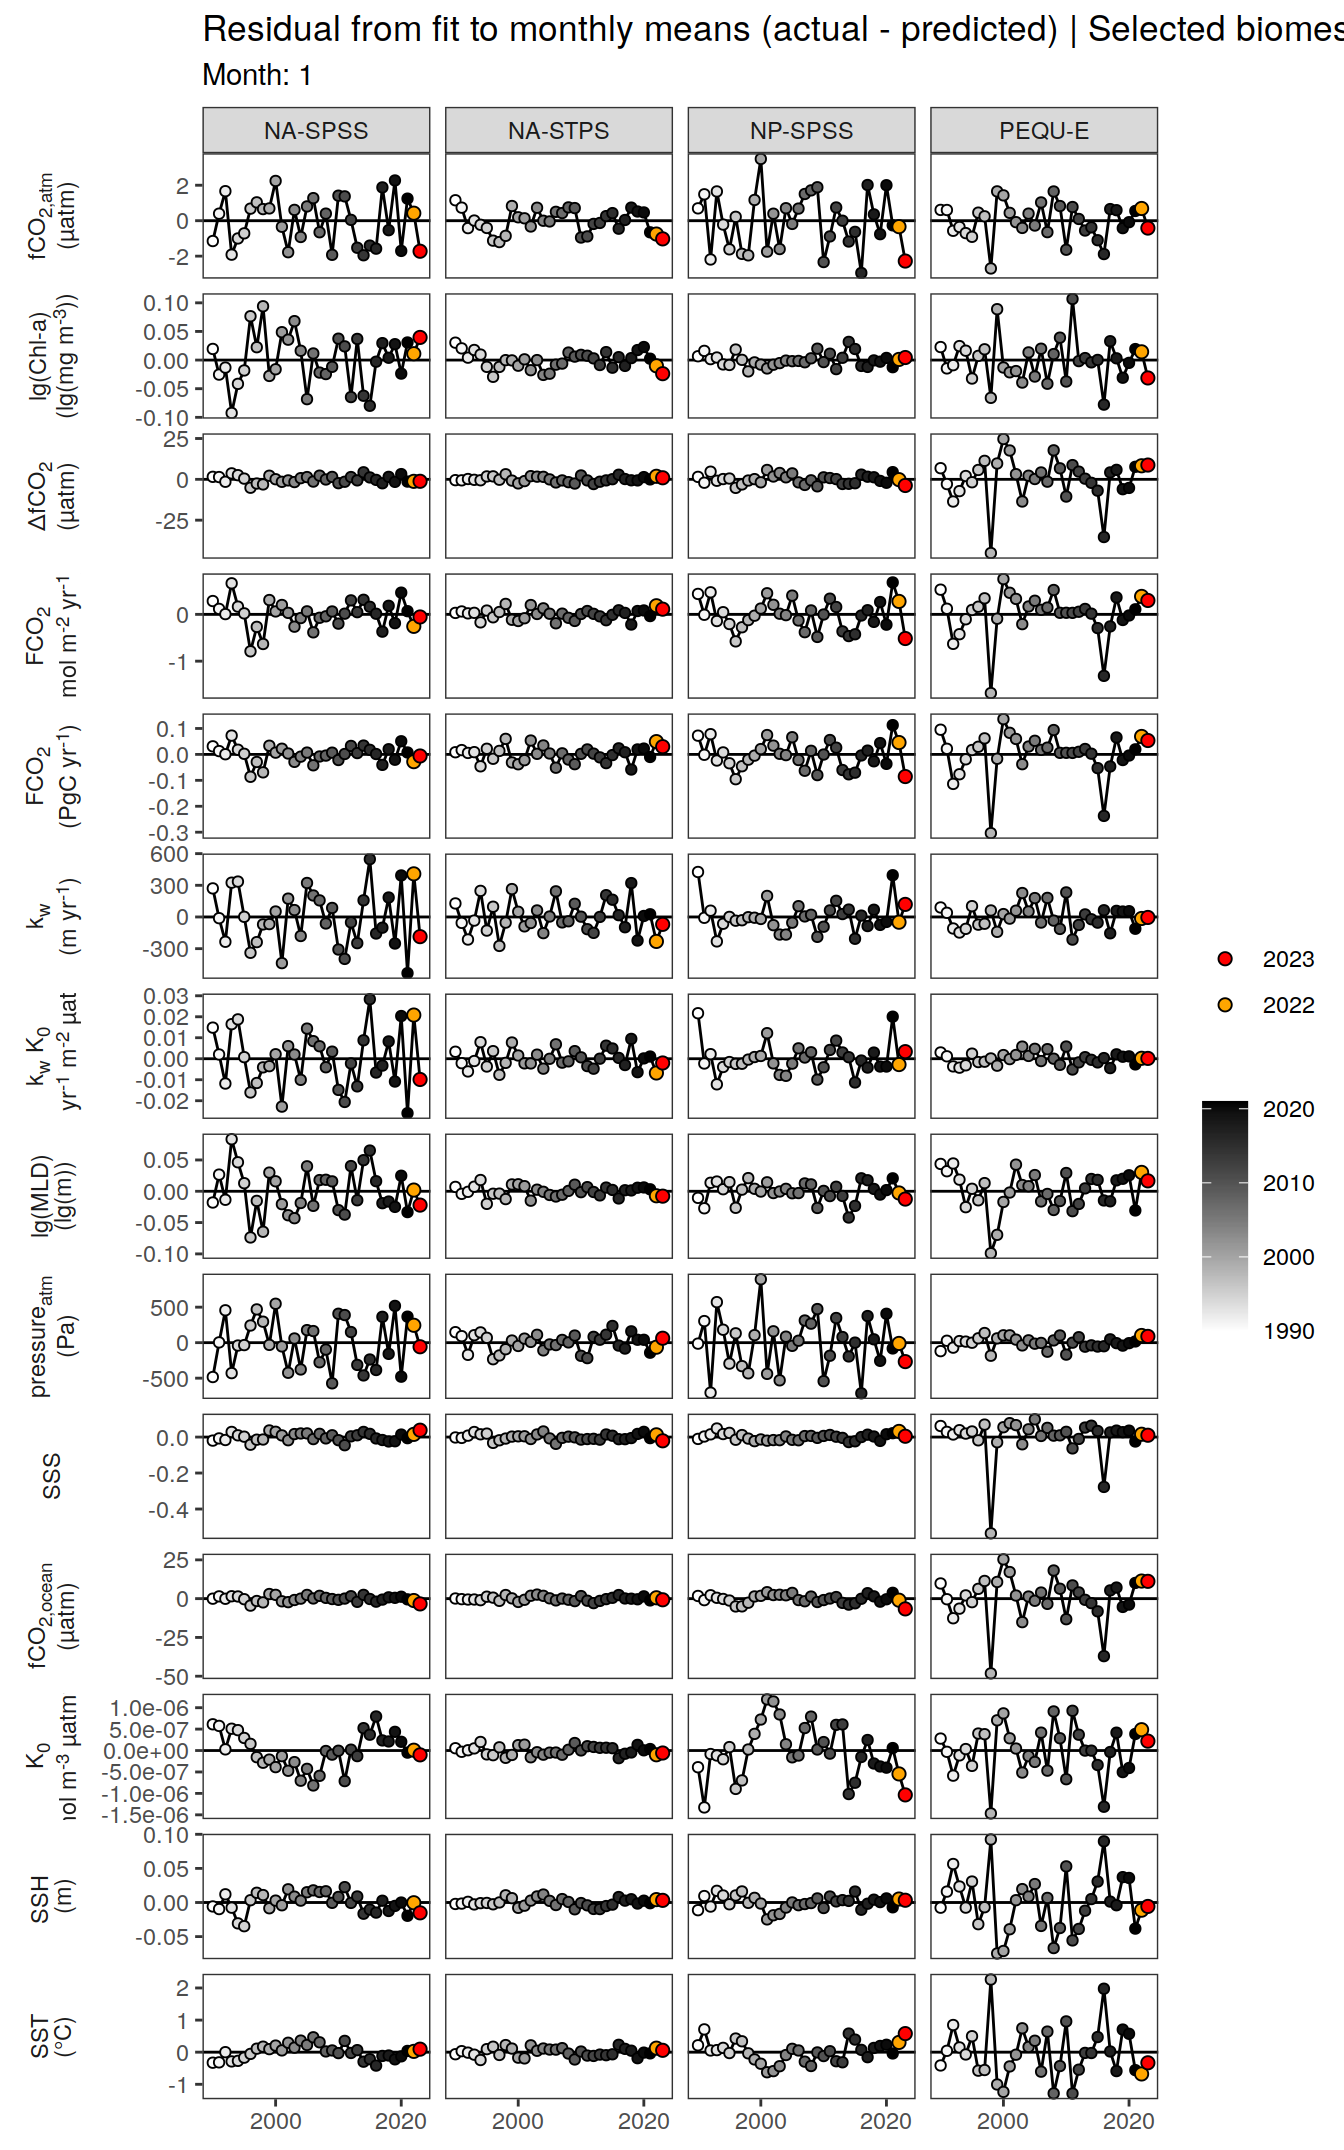 Residual from fit to monthly means (actual - predicted) | Selected biomes
Month: 1
NA-SPSS NA-STPS NP-SPSS PEQU-E
fCO2,atm
(µatm)
2
0
-2
lg(Chl-a)
(lg(mg m-3))
0.10
0.05
0.00
-0.05
-0.10
ΔfCO2
(µatm)
25
0
-25
FCO2
mol m-2 yr-1
0
-1
FCO2
(PgC yr-1)
0.1
0.0
-0.1
-0.2
-0.3
kw
(m yr-1)
600
300
0
-300
kw K0
yr-1 m-2 µat
0.03
0.02
0.01
0.00
-0.01
-0.02
lg(MLD)
(lg(m))
0.05
0.00
-0.05
-0.10
pressureatm
(Pa)
500
0
-500
SSS
0.0
-0.2
-0.4
fCO2,ocean
(µatm)
25
0
-25
-50
K0
ol m-3 µatm
1.0e-06
5.0e-07
0.0e+00
-5.0e-07
-1.0e-06
-1.5e-06
SSH
(m)
0.10
0.05
0.00
-0.05
SST
(°C)
2
1
0
-1
2000 2020 2000 2020 2000 2020 2000 2020
2023
2022
2020
2010
2000
1990